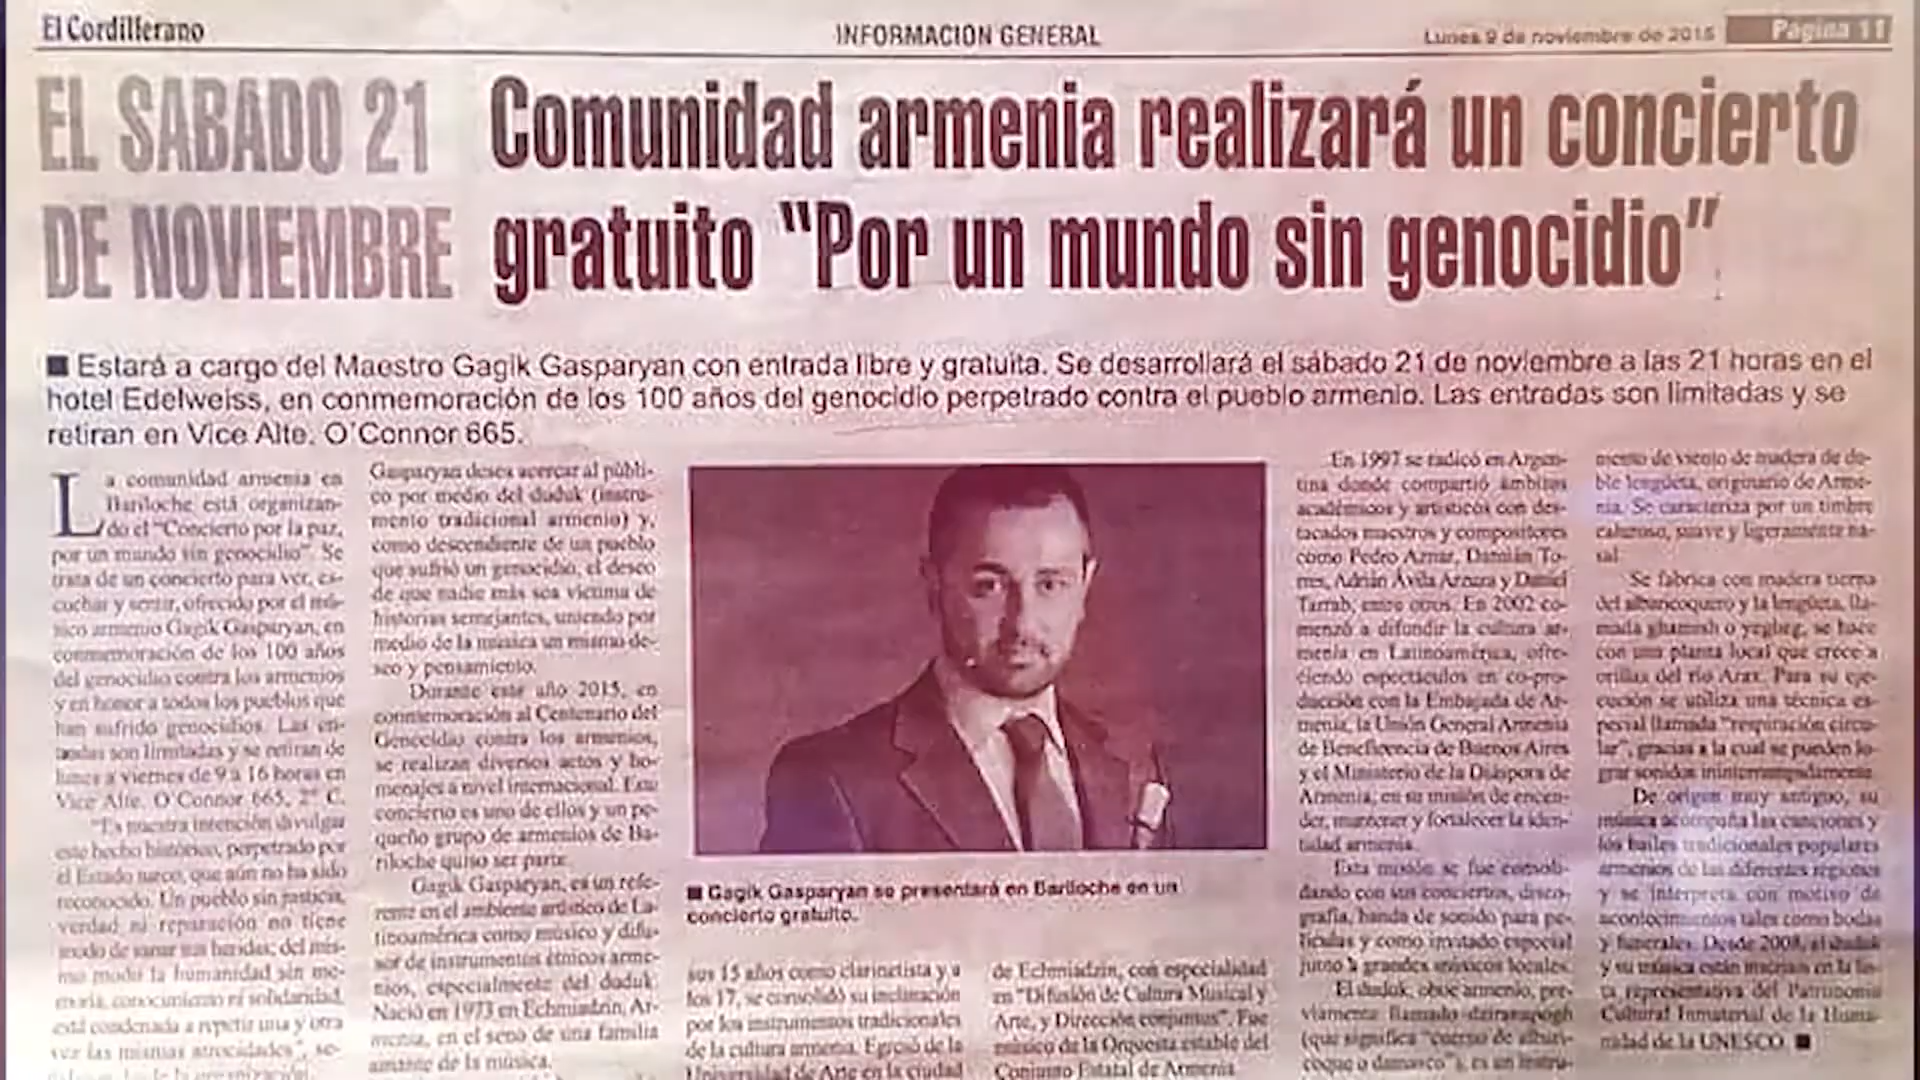 El Cordillerano
INFORMACION GENERAL
Lunes 9 de noviembre de 2015
Pagina 11
EL SABADO 21
DE NOVIEMBRE
Comunidad armenia realizará un concierto
gratuito "Por un mundo sin genocidio"
■ Estará a cargo del Maestro Gagik Gasparyan con entrada libre y gratuita. Se desarrollará el sábado 21 de noviembre a las 21 horas en el
hotel Edelweiss, en conmemoración de los 100 años del genocidio perpetrado contra el pueblo armenio. Las entradas son limitadas y se
retiran en Vice Alte. O'Connor 665.
La comunidad armenia en
Bariloche está organizan-
do el "Concierto por la paz,
por un mundo sin genocidio". Se
trata de un concierto para ver, es-
cuchar y sentir, ofrecido por el mú-
sico armenio Gagik Gasparyan, en
conmemoración de los 100 años
del genocidio contra los armenios
y en honor a todos los pueblos que
han sufrido genocidios. Las en-
tradas son limitadas y se retiran de
lunes a viernes de 9 a 16 horas en
Vice Alte. O'Connor 665, 2º C.
"Es nuestra intención divulgar
este hecho histórico, perpetrado por
el Estado turco, que aún no ha sido
reconocido. Un pueblo sin justicia,
verdad ni reparación no tiene
modo de sanar sus heridas; del mis-
mo modo la humanidad sin me-
moria, conocimiento ni solidaridad,
está condenada a repetir una y otra
vez las mismas atrocidades", se-
Gasparyan desea acercar al públi-
co por medio del duduk (instru-
mento tradicional armenio) y,
como descendiente de un pueblo
que sufrió un genocidio, el deseo
de que nadie más sea víctima de
historias semejantes, uniendo por
medio de la música un mismo de-
seo y pensamiento.
Durante este año 2015, en
conmemoración al Centenario del
Genocidio contra los armenios,
se realizan diversos actos y ho-
menajes a nivel internacional. Este
concierto es uno de ellos y un pe-
queño grupo de armenios de Ba-
riloche quiso ser parte.
Gagik Gasparyan, es un refe-
rente en el ambiente artístico de La-
tinoamérica como músico y difu-
sor de instrumentos étnicos arme-
nios, especialmente del duduk.
Nació en 1973 en Echmiadzin, Ar-
menia, en el seno de una familia
amante de la música.
■ Gagik Gasparyan se presentará en Bariloche en un
concierto gratuito.
sus 15 años como clarinetista y a
los 17, se consolidó su inclinación
por los instrumentos tradicionales
de la cultura armenia. Egresó de la
Universidad de Arte en la ciudad
de Echmiadzin, con especialidad
en "Difusión de Cultura Musical y
Arte, y Dirección conjuntos". Fue
músico de la Orquesta estable del
Conjunto Estatal de Armenia
En 1997 se radicó en Argen-
tina donde compartió ámbitos
académicos y artísticos con des-
tacados maestros y compositores
como Pedro Aznar, Damián To-
rres, Adrián Ávila Arzuza y Daniel
Tarrab, entre otros. En 2002 co-
menzó a difundir la cultura ar-
menia en Latinoamérica, ofre-
ciendo espectáculos en co-pro-
ducción con la Embajada de Ar-
menia, la Unión General Armenia
de Beneficencia de Buenos Aires
y el Ministerio de la Diáspora de
Armenia, en su misión de encen-
der, mantener y fortalecer la iden-
tidad armenia.
Esta misión se fue consoli-
dando con sus conciertos, disco-
grafía, banda de sonido para pe-
lículas y como invitado especial
junto a grandes músicos locales.
El duduk, oboe armenio, pre-
viamente llamado dziranapogh
(que significa "cuerno de albari-
coque o damasco"), es un instru-
mento de viento de madera de do-
ble lengüeta, originario de Arme-
nia. Se caracteriza por un timbre
caluroso, suave y ligeramente na-
sal.
Se fabrica con madera tierna
del albaricoquero y la lengüeta, lla-
mada ghamish o yegheg, se hace
con una planta local que crece a
orillas del río Arax. Para su eje-
cución se utiliza una técnica es-
pecial llamada "respiración circu-
lar", gracias a la cual se pueden lo-
grar sonidos ininterrumpidamente.
De origen muy antiguo, su
música acompaña las canciones y
los bailes tradicionales populares
armenios de las diferentes regiones
y se interpreta con motivo de
acontecimientos tales como bodas
y funerales. Desde 2008, el duduk
y su música están inscriptos en la lis-
ta representativa del Patrimonio
Cultural Inmaterial de la Huma-
nidad de la UNESCO. ■